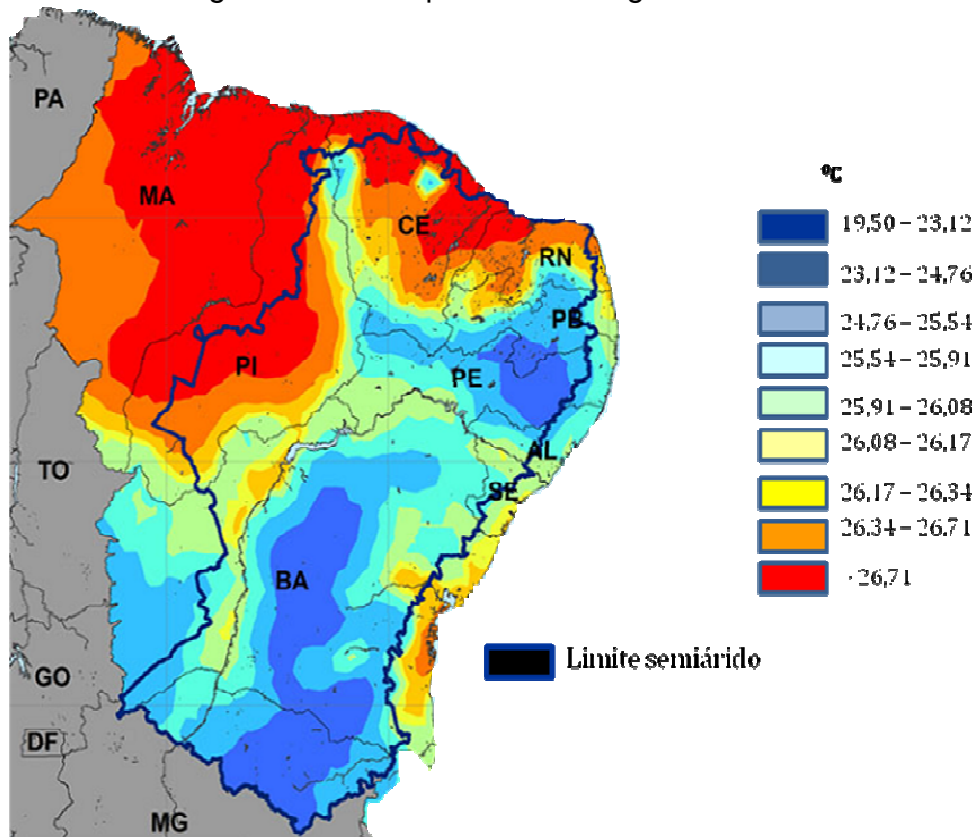 PA
MA
CE
RN
PB
PI
PE
AL
TO
SE
BA
GO
DF
MG
ºC
19,50 – 23,12
23,12 – 24,76
24,76 – 25,54
25,54 – 25,91
25,91 – 26,08
26,08 – 26,17
26,17 – 26,34
26,34 – 26,71
26,71
Limite semiárido